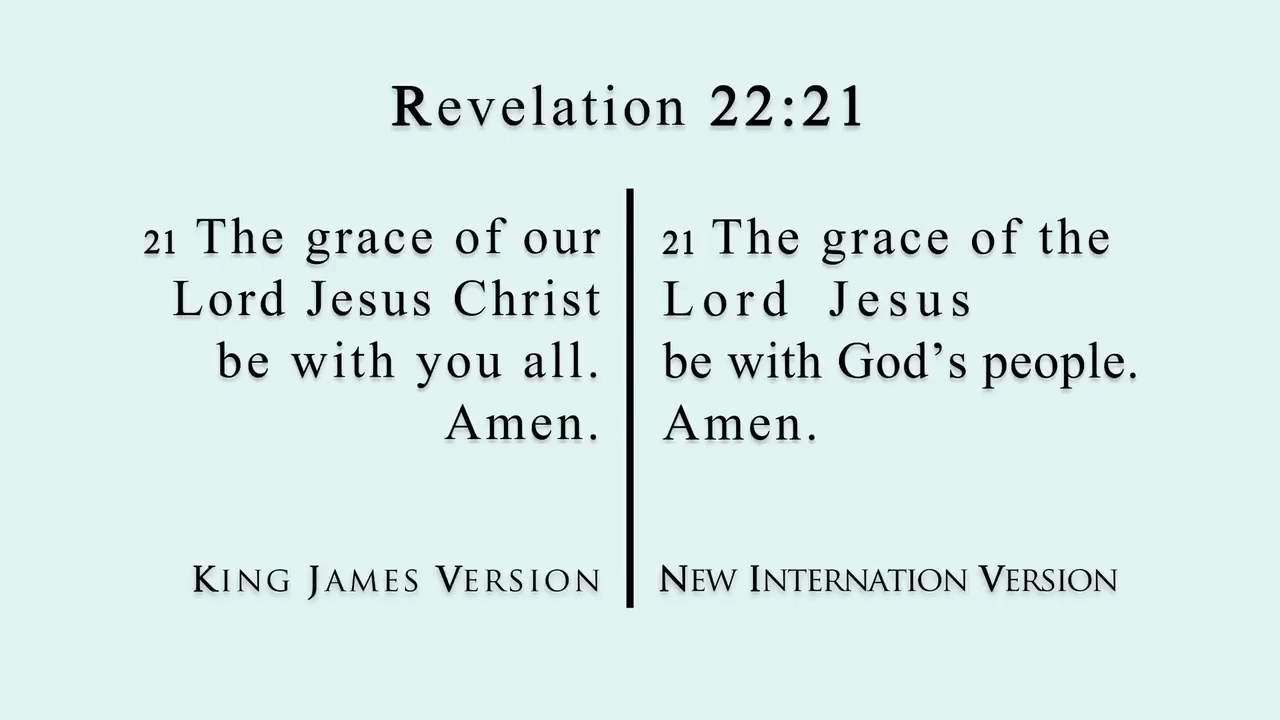 Revelation 22:21
21 The grace of our
Lord Jesus Christ
be with you all.
Amen.
King James Version
21 The grace of the
Lord Jesus
be with God’s people.
Amen.
New Internation Version